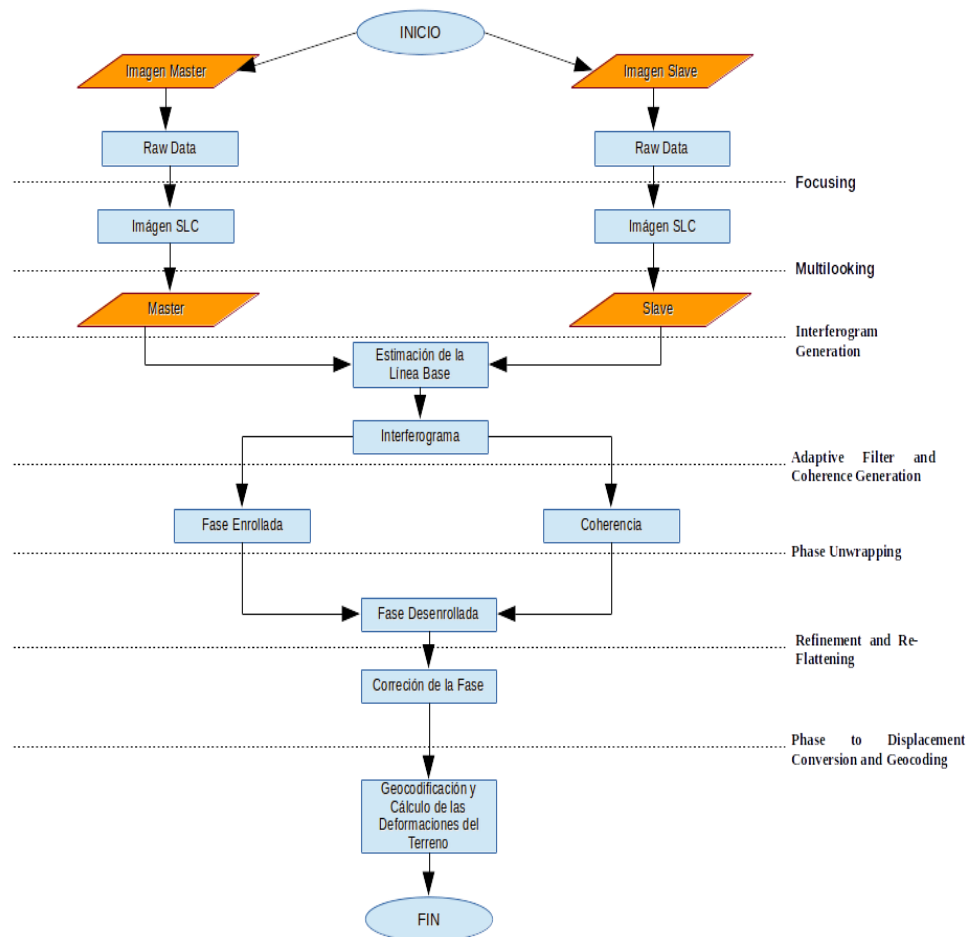 INICIO
Imagen Master
Imagen Slave
Raw Data
Raw Data
Focusing
Imágen SLC
Imágen SLC
Multilooking
Master
Slave
Interferogram
Generation
Estimación de la
Línea Base
Interferograma
Adaptive Filter and
Coherence Generation
Fase Enrollada
Coherencia
Phase Unwrapping
Fase Desenrollada
Refinement and Re-
Flattening
Correción de la Fase
Phase to Displacement
Conversion and Geocoding
Geocodificación y
Cálculo de las
Deformaciones del
Terreno
FIN